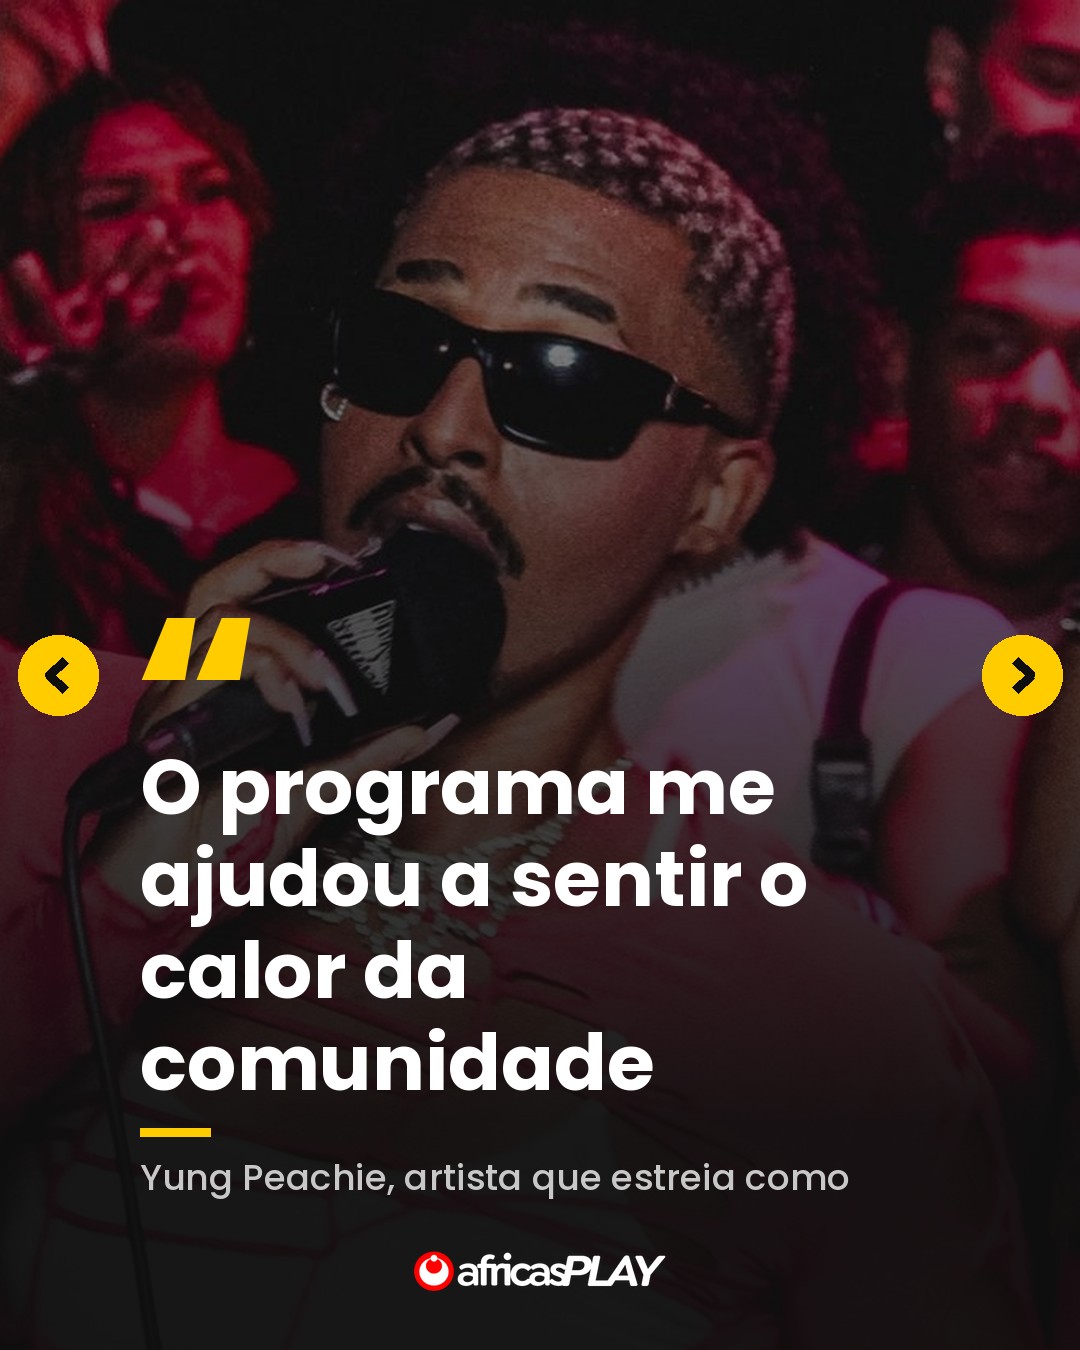 O programa me
ajudou a sentir o
calor da
comunidade
Yung Peachie, artista que estreia como
africasPLAY